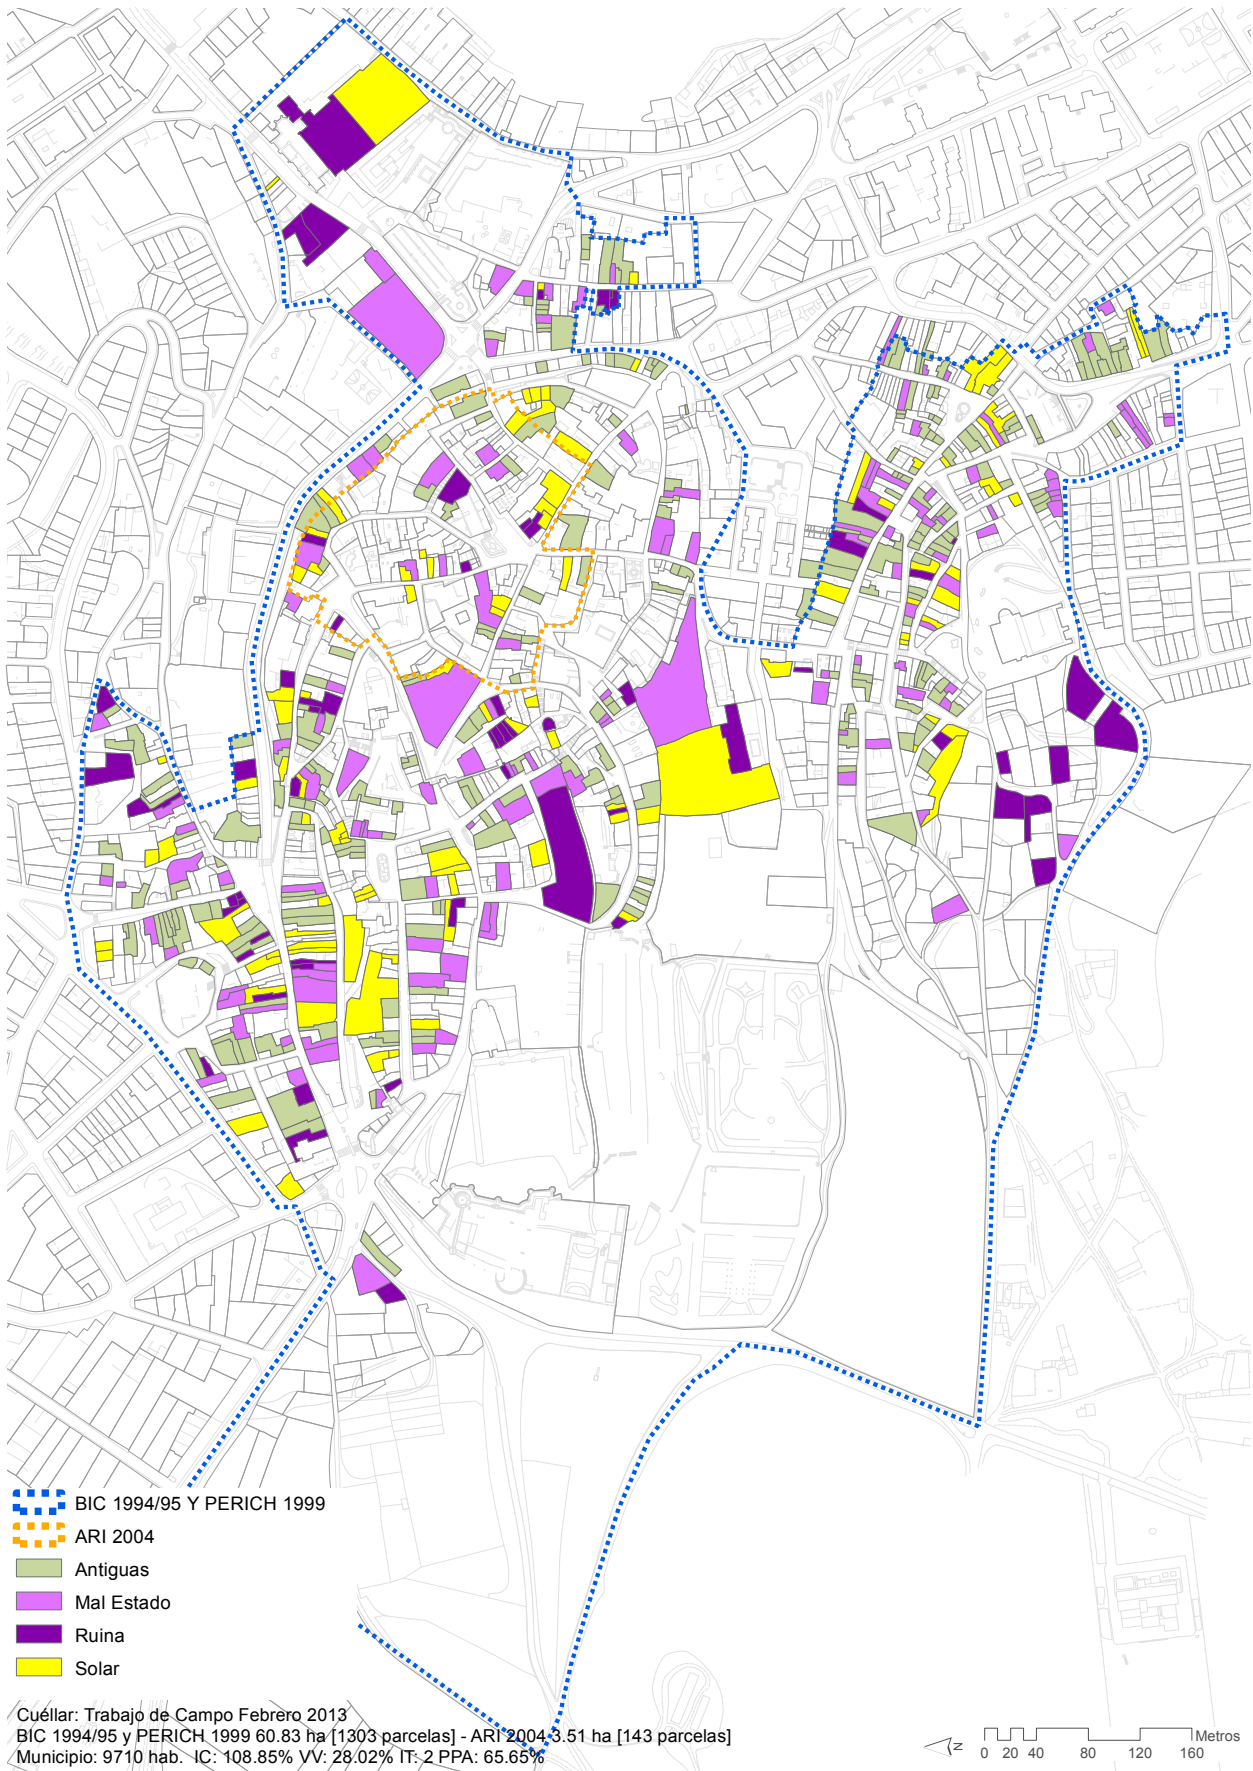 BIC 1994/95 Y PERICH 1999
ARI 2004
Antiguas
Mal Estado
Ruina
Solar
Cuéllar: Trabajo de Campo Febrero 2013
BIC 1994/95 y PERICH 1999 60.83 ha [1303 parcelas] - ARI 2004 3.51 ha [143 parcelas]
Municipio: 9710 hab. IC: 108.85% VV: 28.02% IT: 2 PPA: 65.65%
N
Metros
0 20 40 80 120 160